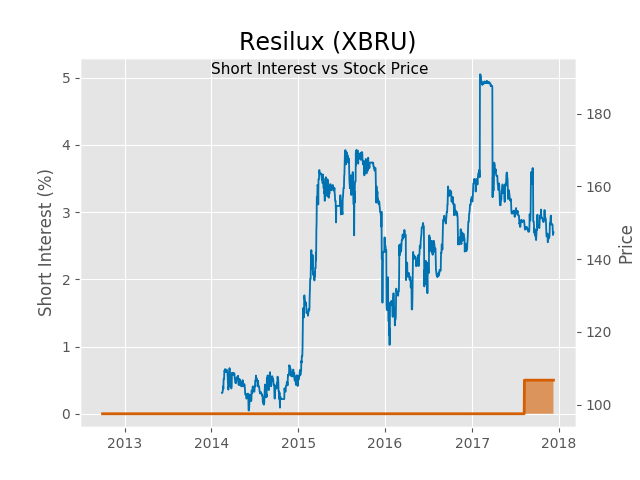 Resilux (XBRU)
Short Interest vs Stock Price
Short Interest (%)
5
4
3
2
1
0
180
160
140
120
100
Price
2013 2014 2015 2016 2017 2018